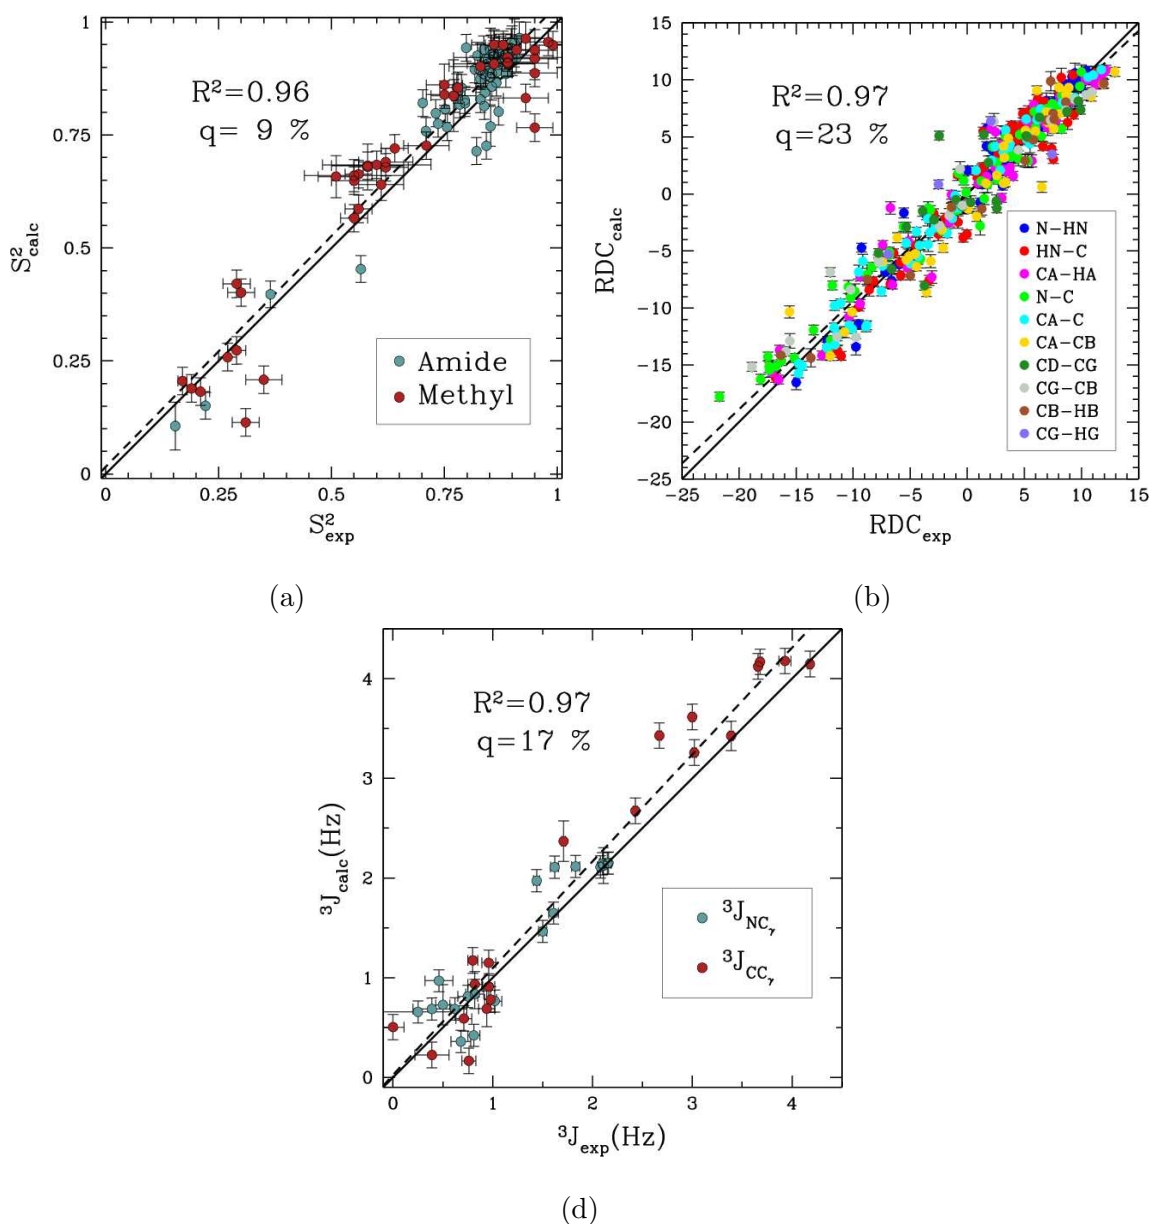 1
0.75
0.5
0.25
0
S²calc
R²=0.96
q= 9 %
Amide
Methyl
0 0.25 0.5 0.75 1
S²exp
(a)
15
10
5
0
−5
−10
−15
−20
−25
RDCcalc
R²=0.97
q=23 %
N−HN
HN−C
CA−HA
N−C
CA−C
CA−CB
CD−CG
CG−CB
CB−HB
CG−HG
−25 −20 −15 −10 −5 0 5 10 15
RDCexp
(b)
4
3
2
1
0
³Jcalc(Hz)
R²=0.97
q=17 %
³JNCγ
³JCCγ
0 1 2 3 4
³Jexp(Hz)
(d)